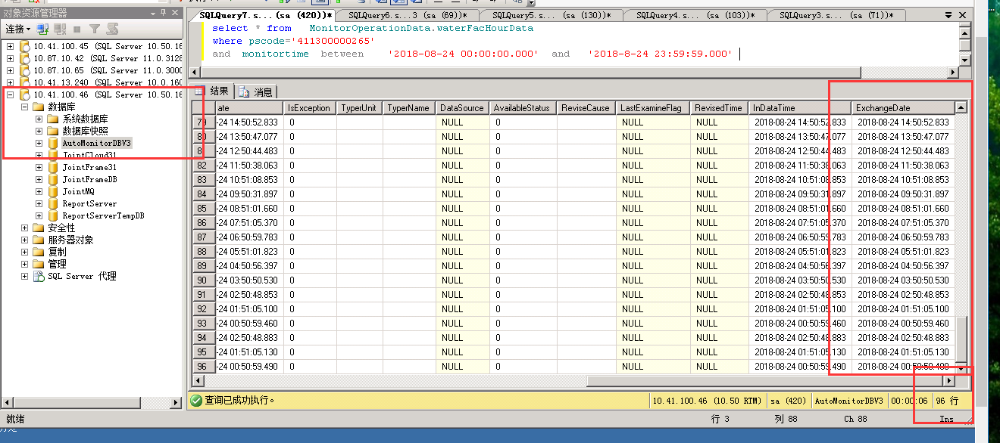 对象资源管理器
连接
10.41.100.45 (SQL Server 10.50.16
10.87.10.42 (SQL Server 11.0.3128
10.87.10.65 (SQL Server 11.0.3000
10.41.13.240 (SQL Server 10.0.160
10.41.100.46 (SQL Server 10.50.16
数据库
系统数据库
数据库快照
AutoMonitorDBV3
JointCloud31
JointFrame31
JointFrameDB
JointMQ
ReportServer
ReportServerTempDB
安全性
服务器对象
复制
管理
SQL Server 代理
SQLQuery7.s... (sa (420))* SQLQuery6.s...3 (sa (69))* SQLQuery5.s... (sa (130))* SQLQuery4.s... (sa (103))* SQLQuery3.s... (sa (71))*
select * from MonitorOperationData.waterFacHourData
where pscode='411300000265'
and monitortime between '2018-08-24 00:00:00.000' and '2018-8-24 23:59:59.000'
结果 消息
ate IsException TyperUnit TyperName DataSource AvailableStatus ReviseCause LastExamineFlag RevisedTime InDataTime ExchangeDate
79 -24 14:50:52.833 0 NULL 0 NULL NULL 2018-08-24 14:50:52.833 2018-08-24 14:50:52.833
80 -24 13:50:47.077 0 NULL 0 NULL NULL 2018-08-24 13:50:47.077 2018-08-24 13:50:47.077
81 -24 12:50:44.483 0 NULL 0 NULL NULL 2018-08-24 12:50:44.483 2018-08-24 12:50:44.483
82 -24 11:50:38.063 0 NULL 0 NULL NULL 2018-08-24 11:50:38.063 2018-08-24 11:50:38.063
83 -24 10:51:08.853 0 NULL 0 NULL NULL 2018-08-24 10:51:08.853 2018-08-24 10:51:08.853
84 -24 09:50:31.897 0 NULL 0 NULL NULL 2018-08-24 09:50:31.897 2018-08-24 09:50:31.897
85 -24 08:51:01.660 0 NULL 0 NULL NULL 2018-08-24 08:51:01.660 2018-08-24 08:51:01.660
86 -24 07:51:05.370 0 NULL 0 NULL NULL 2018-08-24 07:51:05.370 2018-08-24 07:51:05.370
87 -24 06:50:59.783 0 NULL 0 NULL NULL 2018-08-24 06:50:59.783 2018-08-24 06:50:59.783
88 -24 05:51:01.823 0 NULL 0 NULL NULL 2018-08-24 05:51:01.823 2018-08-24 05:51:01.823
89 -24 04:50:56.397 0 NULL 0 NULL NULL 2018-08-24 04:50:56.397 2018-08-24 04:50:56.397
90 -24 03:50:50.530 0 NULL 0 NULL NULL 2018-08-24 03:50:50.530 2018-08-24 03:50:50.530
91 -24 02:50:48.853 0 NULL 0 NULL NULL 2018-08-24 02:50:48.853 2018-08-24 02:50:48.853
92 -24 01:51:05.100 0 NULL 0 NULL NULL 2018-08-24 01:51:05.100 2018-08-24 01:51:05.100
93 -24 00:50:59.460 0 NULL 0 NULL NULL 2018-08-24 00:50:59.460 2018-08-24 00:50:59.460
94 -24 02:50:48.883 0 NULL 0 NULL NULL 2018-08-24 02:50:48.883 2018-08-24 02:50:48.883
95 -24 01:51:05.130 0 NULL 0 NULL NULL 2018-08-24 01:51:05.130 2018-08-24 01:51:05.130
96 -24 00:50:59.490 0 NULL 0 NULL NULL 2018-08-24 00:50:59.490 2018-08-24 00:50:59.490
查询已成功执行。 10.41.100.46 (10.50 RTM) sa (420) AutoMonitorDBV3 00:00:06 96 行
就绪 行 3 列 88 Ch 88 Ins